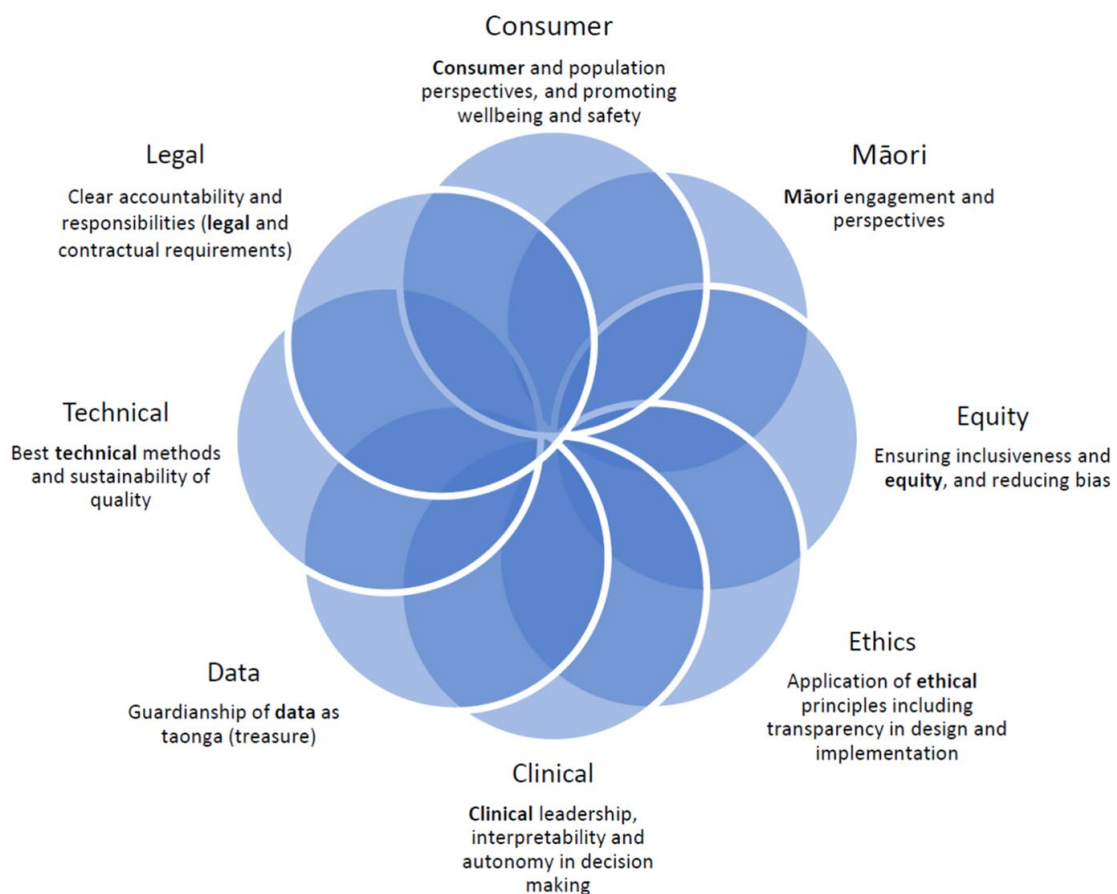 Consumer
Consumer and population
perspectives, and promoting
wellbeing and safety
Māori
Māori engagement and
perspectives
Equity
Ensuring inclusiveness and
equity, and reducing bias
Ethics
Application of ethical
principles including
transparency in design and
implementation
Clinical
Clinical leadership,
interpretability and
autonomy in decision
making
Data
Guardianship of data as
taonga (treasure)
Technical
Best technical methods
and sustainability of
quality
Legal
Clear accountability and
responsibilities (legal and
contractual requirements)